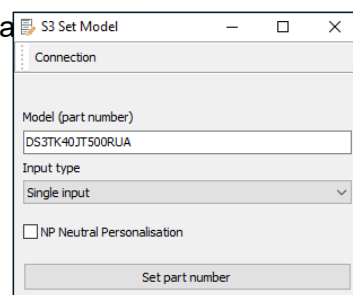 a
S3 Set Model
Connection
Model (part number)
DS3TK40JT500RUA
Input type
Single input
NP Neutral Personalisation
Set part number